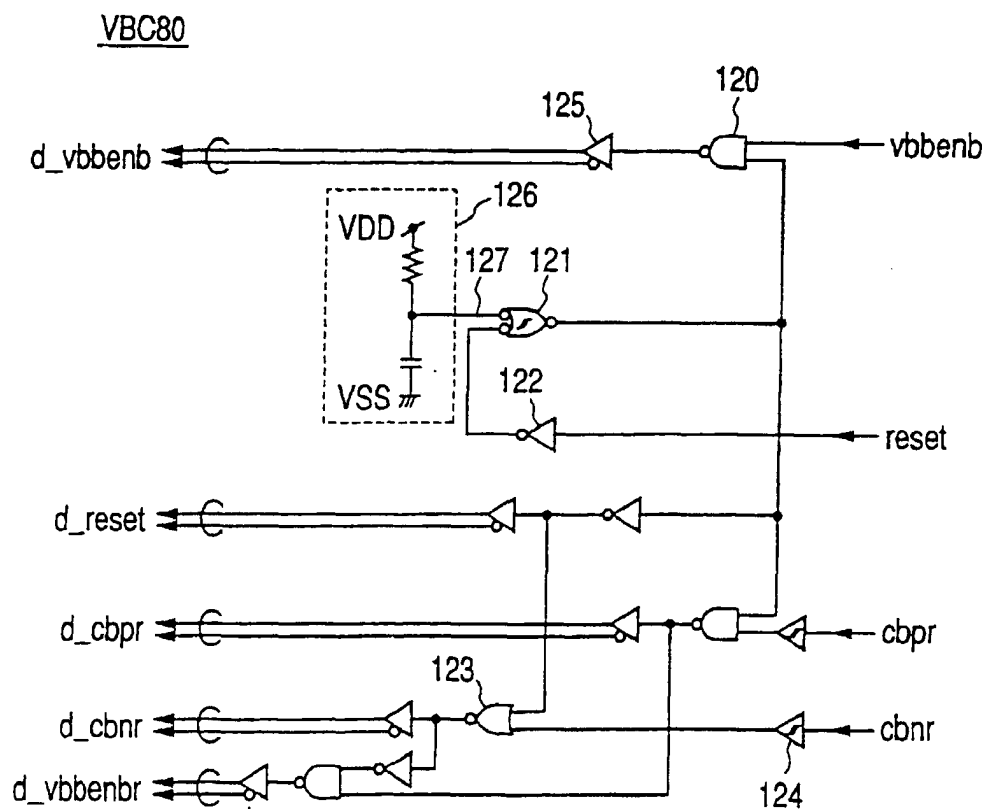 VBC80
120
125
d_vbbenb
vbbenb
126
VDD
127
121
VSS
122
reset
d_reset
d_cbpr
cbpr
123
d_cbnr
cbnr
124
d_vbbenbr